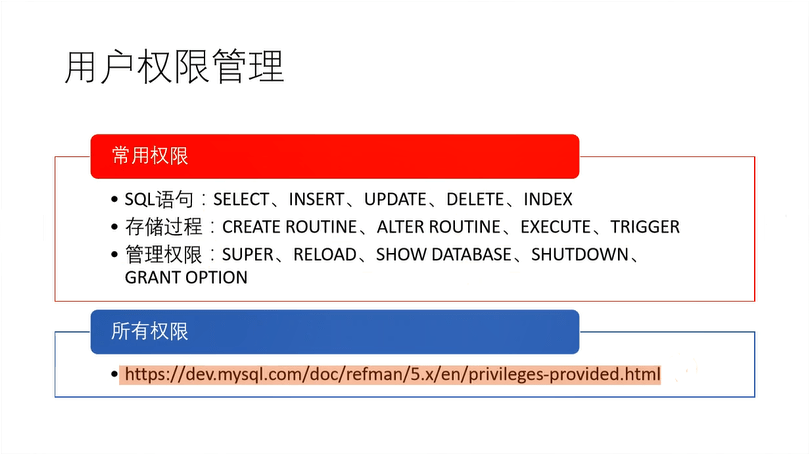 用户权限管理
常用权限
• SQL语句：SELECT、INSERT、UPDATE、DELETE、INDEX
• 存储过程：CREATE ROUTINE、ALTER ROUTINE、EXECUTE、TRIGGER
• 管理权限：SUPER、RELOAD、SHOW DATABASE、SHUTDOWN、
GRANT OPTION
所有权限
• https://dev.mysql.com/doc/refman/5.x/en/privileges-provided.html